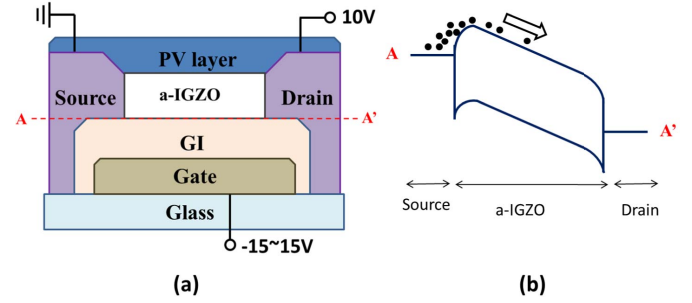 10V
PV layer
Source
a-IGZO
Drain
A
A'
GI
Gate
Glass
-15~15V
(a)
A
A'
Source
a-IGZO
Drain
(b)